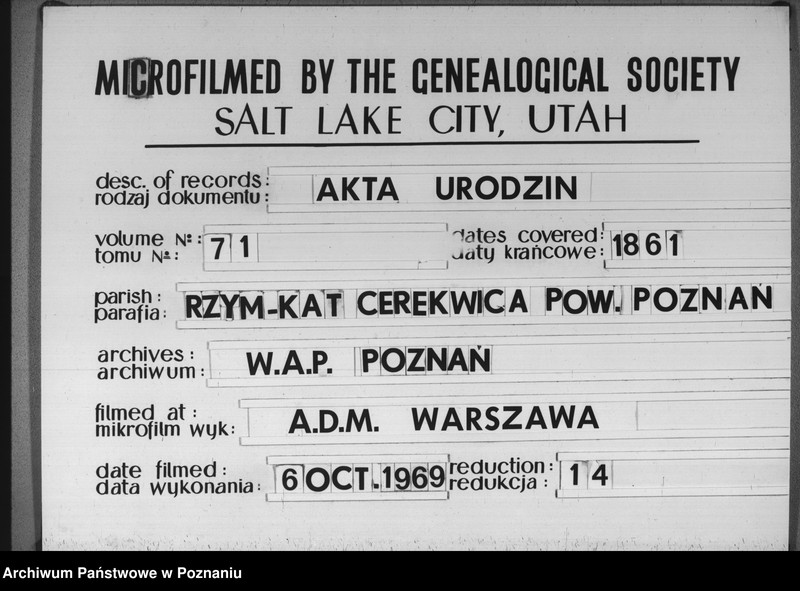 MICROFILMED BY THE GENEALOGICAL SOCIETY
SALT LAKE CITY, UTAH
desc. of records: AKTA URODZIN
rodzaj dokumentu:
volume №: 71 dates covered: 1861
tomu №: daty krańcowe:
parish: RZYM-KAT CEREKWICA POW. POZNAŃ
parafia:
archives: W.A.P. POZNAŃ
archiwum:
filmed at: A.D.M. WARSZAWA
mikrofilm wyk:
date filmed: 6 OCT. 1969 reduction: 14
data wykonania: redukcja:
Archiwum Państwowe w Poznaniu